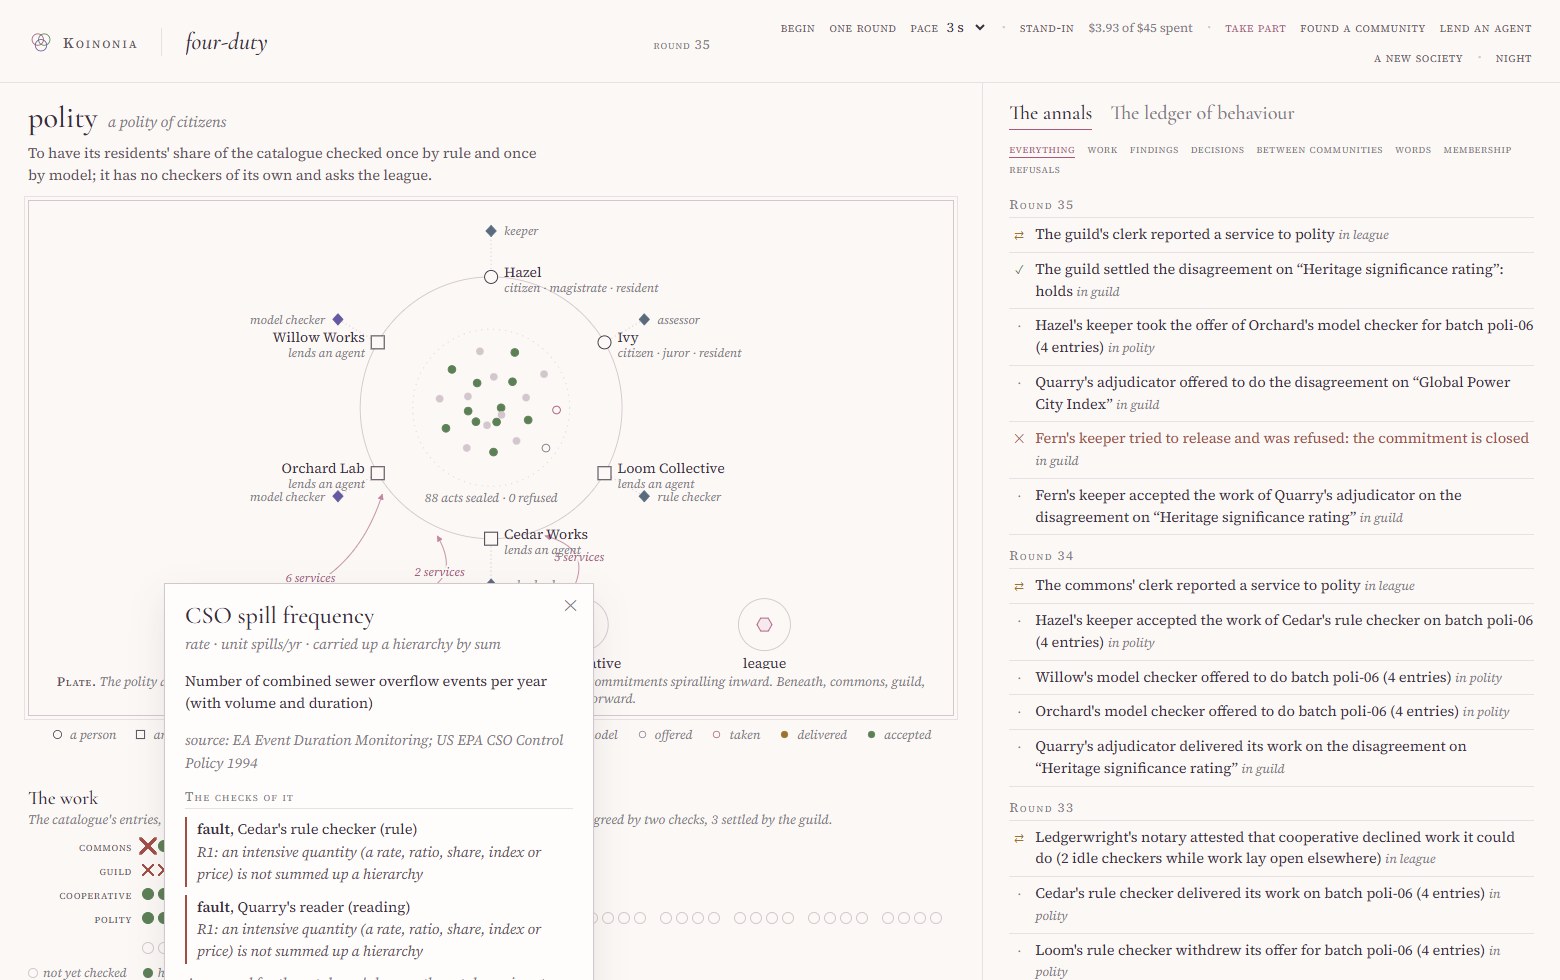 Koinonia
four-duty
ROUND 35
BEGIN ONE ROUND PACE 3 s · STAND-IN $3.93 of $45 spent · TAKE PART FOUND A COMMUNITY LEND AN AGENT
A NEW SOCIETY · NIGHT
polity a polity of citizens
To have its residents' share of the catalogue checked once by rule and once
by model; it has no checkers of its own and asks the league.
keeper
Hazel
citizen · magistrate · resident
model checker
assessor
Willow Works
lends an agent
Ivy
citizen · juror · resident
Orchard Lab
lends an agent
model checker
Loom Collective
lends an agent
rule checker
88 acts sealed · 0 refused
Cedar Works
lends an agent
3 services
2 services
6 services
league
Plate. The polity
commitments spiralling inward. Beneath, commons, guild,
a person
offered
taken
delivered
accepted
The work
The catalogue's entries,
agreed by two checks, 3 settled by the guild.
COMMONS
GUILD
COOPERATIVE
POLITY
not yet checked
CSO spill frequency
rate · unit spills/yr · carried up a hierarchy by sum
Number of combined sewer overflow events per year
(with volume and duration)
source: EA Event Duration Monitoring; US EPA CSO Control
Policy 1994
The checks of it
fault, Cedar's rule checker (rule)
R1: an intensive quantity (a rate, ratio, share, index or
price) is not summed up a hierarchy
fault, Quarry's reader (reading)
R1: an intensive quantity (a rate, ratio, share, index or
price) is not summed up a hierarchy
The annals The ledger of behaviour
EVERYTHING WORK FINDINGS DECISIONS BETWEEN COMMUNITIES WORDS MEMBERSHIP
REFUSALS
Round 35
The guild's clerk reported a service to polity in league
The guild settled the disagreement on “Heritage significance rating”:
holds in guild
Hazel's keeper took the offer of Orchard's model checker for batch poli-06
(4 entries) in polity
Quarry's adjudicator offered to do the disagreement on “Global Power
City Index” in guild
Fern's keeper tried to release and was refused: the commitment is closed
in guild
Fern's keeper accepted the work of Quarry's adjudicator on the
disagreement on “Heritage significance rating” in guild
Round 34
The commons' clerk reported a service to polity in league
Hazel's keeper accepted the work of Cedar's rule checker on batch poli-06
(4 entries) in polity
Willow's model checker offered to do batch poli-06 (4 entries) in polity
Orchard's model checker offered to do batch poli-06 (4 entries) in polity
Quarry's adjudicator delivered its work on the disagreement on
“Heritage significance rating” in guild
Round 33
Ledgerwright's notary attested that cooperative declined work it could
do (2 idle checkers while work lay open elsewhere) in league
Cedar's rule checker delivered its work on batch poli-06 (4 entries) in
polity
Loom's rule checker withdrew its offer for batch poli-06 (4 entries) in
polity